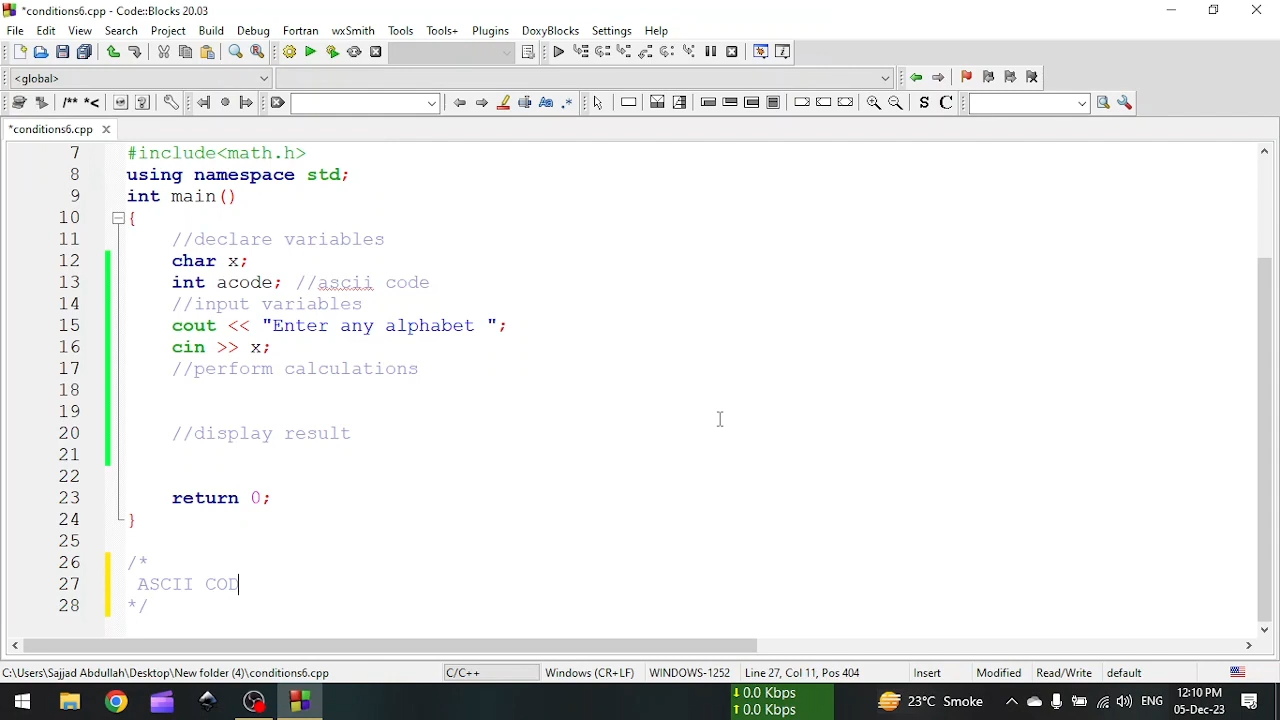 *conditions6.cpp - Code::Blocks 20.03
File Edit View Search Project Build Debug Fortran wxSmith Tools Tools+ Plugins DoxyBlocks Settings Help
<global>
/** *<
S C
*conditions6.cpp
7 #include<math.h>
8 using namespace std;
9 int main()
10 {
11 //declare variables
12 char x;
13 int acode; //ascii code
14 //input variables
15 cout << "Enter any alphabet ";
16 cin >> x;
17 //perform calculations
18
19
20 //display result
21
22
23 return 0;
24 }
25
26 /*
27 ASCII COD
28 */
C:\Users\Sajjad Abdullah\Desktop\New folder (4)\conditions6.cpp C/C++ Windows (CR+LF) WINDOWS-1252 Line 27, Col 11, Pos 404 Insert Modified Read/Write default
↓ 0.0 Kbps
↑ 0.0 Kbps
23°C Smoke
ENG
12:10 PM
05-Dec-23